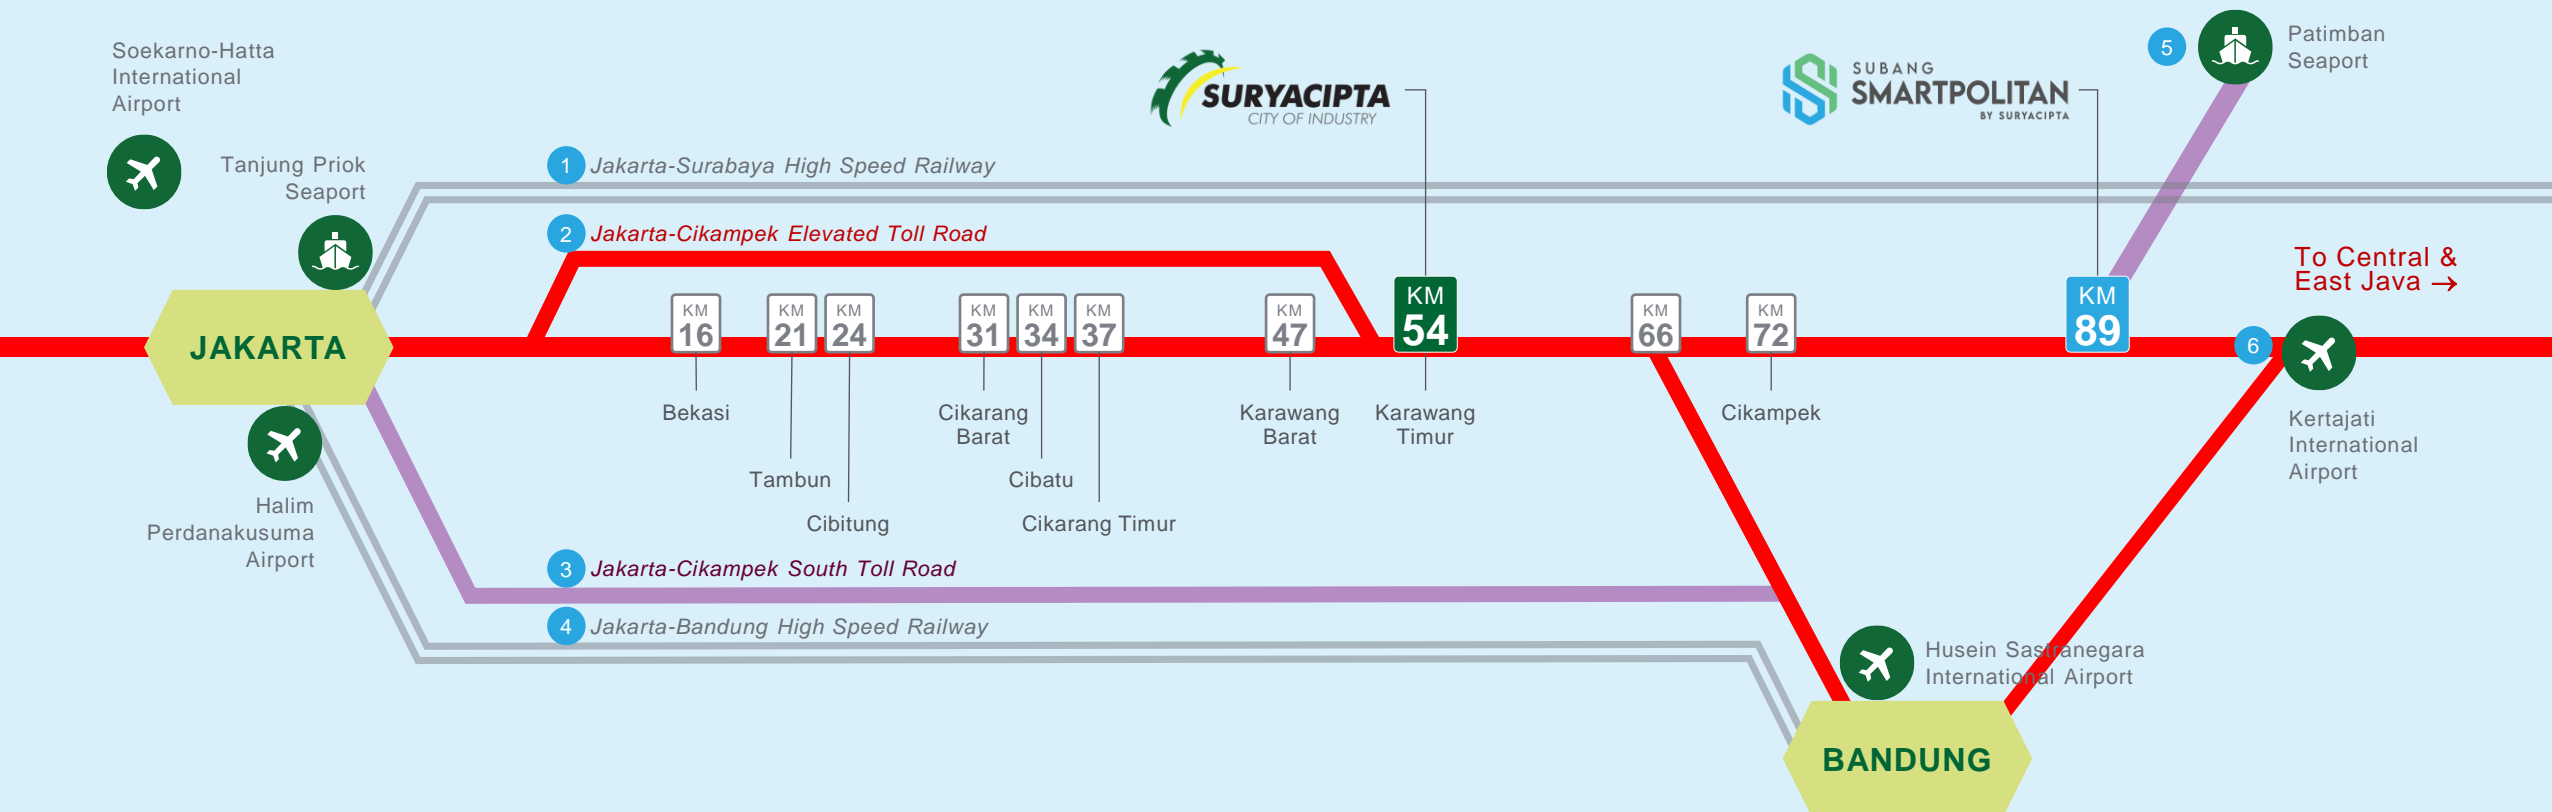 Soekarno-Hatta
International
Airport
Tanjung Priok
Seaport
SURYACIPTA
CITY OF INDUSTRY
SUBANG
SMARTPOLITAN
BY SURYACIPTA
5
Patimban
Seaport
1 Jakarta-Surabaya High Speed Railway
2 Jakarta-Cikampek Elevated Toll Road
To Central &
East Java →
JAKARTA
KM
16
KM
21
KM
24
KM
31
KM
34
KM
37
KM
47
KM
54
KM
66
KM
72
KM
89
6
Bekasi
Tambun
Cibitung
Cikarang
Barat
Cibatu
Cikarang Timur
Karawang
Barat
Karawang
Timur
Cikampek
Kertajati
International
Airport
Halim
Perdanakusuma
Airport
3 Jakarta-Cikampek South Toll Road
4 Jakarta-Bandung High Speed Railway
Husein Sastranegara
International Airport
BANDUNG